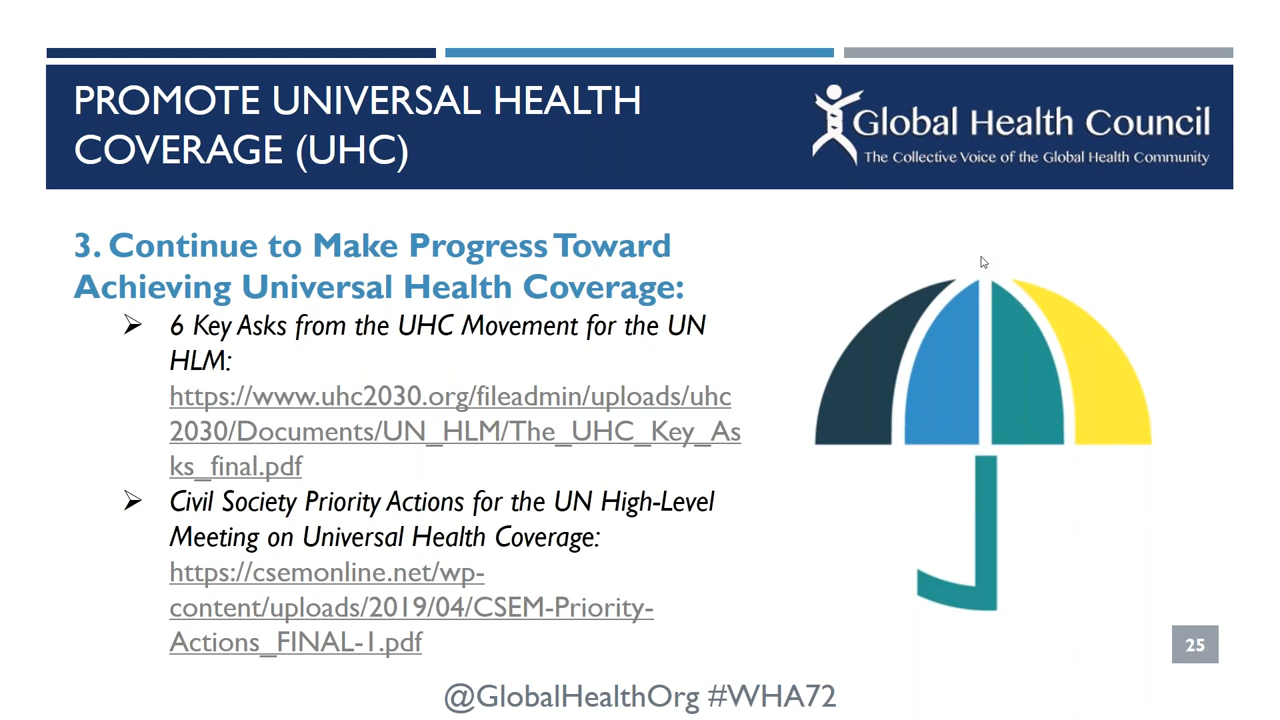 PROMOTE UNIVERSAL HEALTH
COVERAGE (UHC)
Global Health Council
The Collective Voice of the Global Health Community
3. Continue to Make Progress Toward
Achieving Universal Health Coverage:
➢ 6 Key Asks from the UHC Movement for the UN
HLM:
https://www.uhc2030.org/fileadmin/uploads/uhc
2030/Documents/UN_HLM/The_UHC_Key_As
ks_final.pdf
➢ Civil Society Priority Actions for the UN High-Level
Meeting on Universal Health Coverage:
https://csemonline.net/wp-
content/uploads/2019/04/CSEM-Priority-
Actions_FINAL-1.pdf
25
@GlobalHealthOrg #WHA72